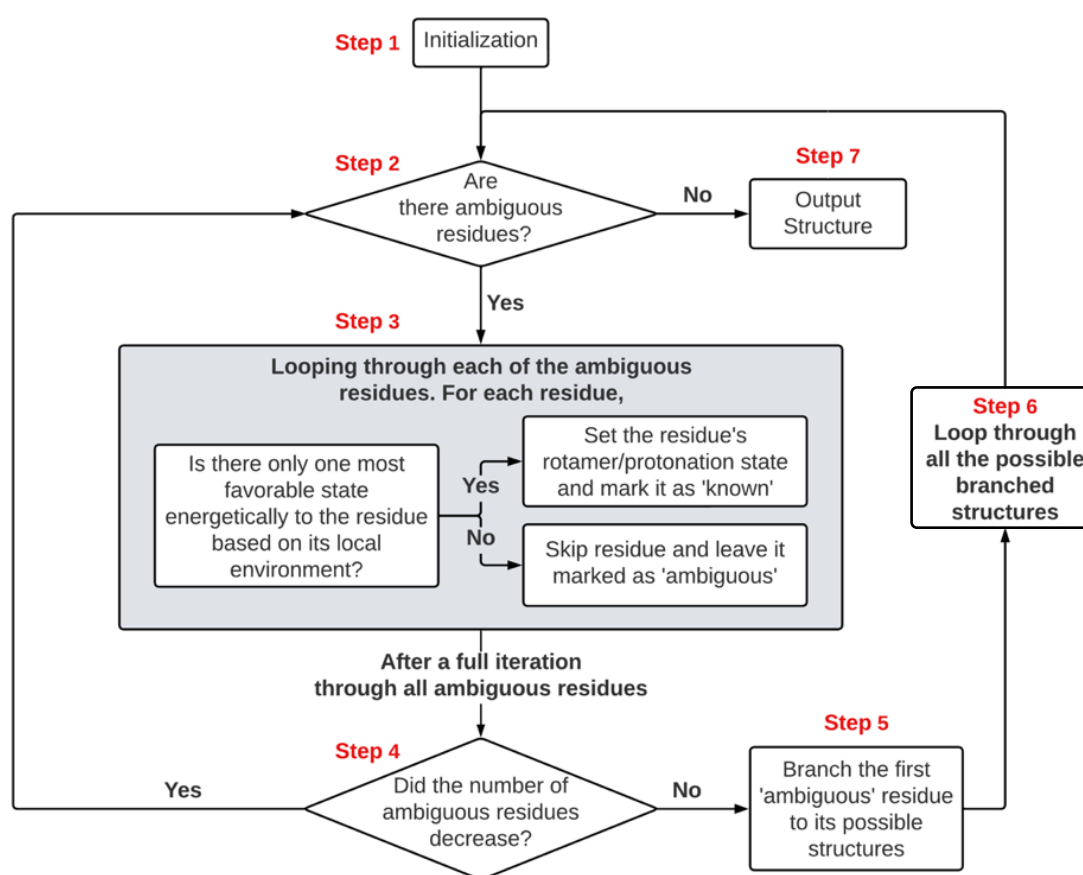 Step 1
Initialization
Step 2
Are
there ambiguous
residues?
No
Step 7
Output
Structure
Yes
Step 3
Looping through each of the ambiguous
residues. For each residue,
Is there only one most
favorable state
energetically to the residue
based on its local
environment?
Yes
Set the residue's
rotamer/protonation state
and mark it as 'known'
No
Skip residue and leave it
marked as 'ambiguous'
Step 6
Loop through
all the possible
branched
structures
After a full iteration
through all ambiguous residues
Step 4
Did the number of
ambiguous residues
decrease?
Yes
No
Step 5
Branch the first
'ambiguous' residue
to its possible
structures